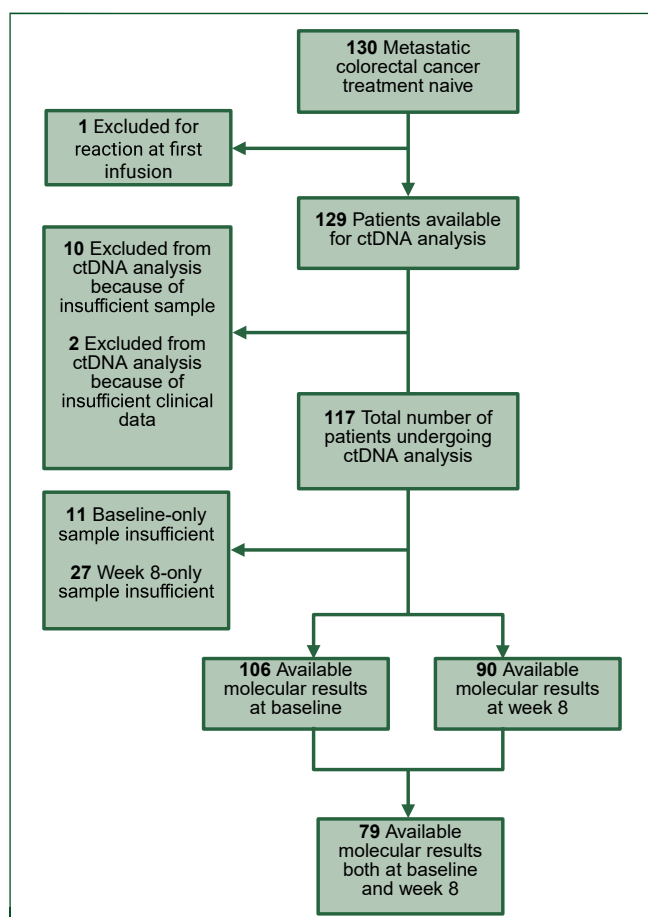 130 Metastatic
colorectal cancer
treatment naive
1 Excluded for
reaction at first
infusion
129 Patients available
for ctDNA analysis
10 Excluded from
ctDNA analysis
because of
insufficient sample
2 Excluded from
ctDNA analysis
because of
insufficient clinical
data
117 Total number of
patients undergoing
ctDNA analysis
11 Baseline-only
sample insufficient
27 Week 8-only
sample insufficient
106 Available
molecular results
at baseline
90 Available
molecular results
at week 8
79 Available
molecular results
both at baseline
and week 8